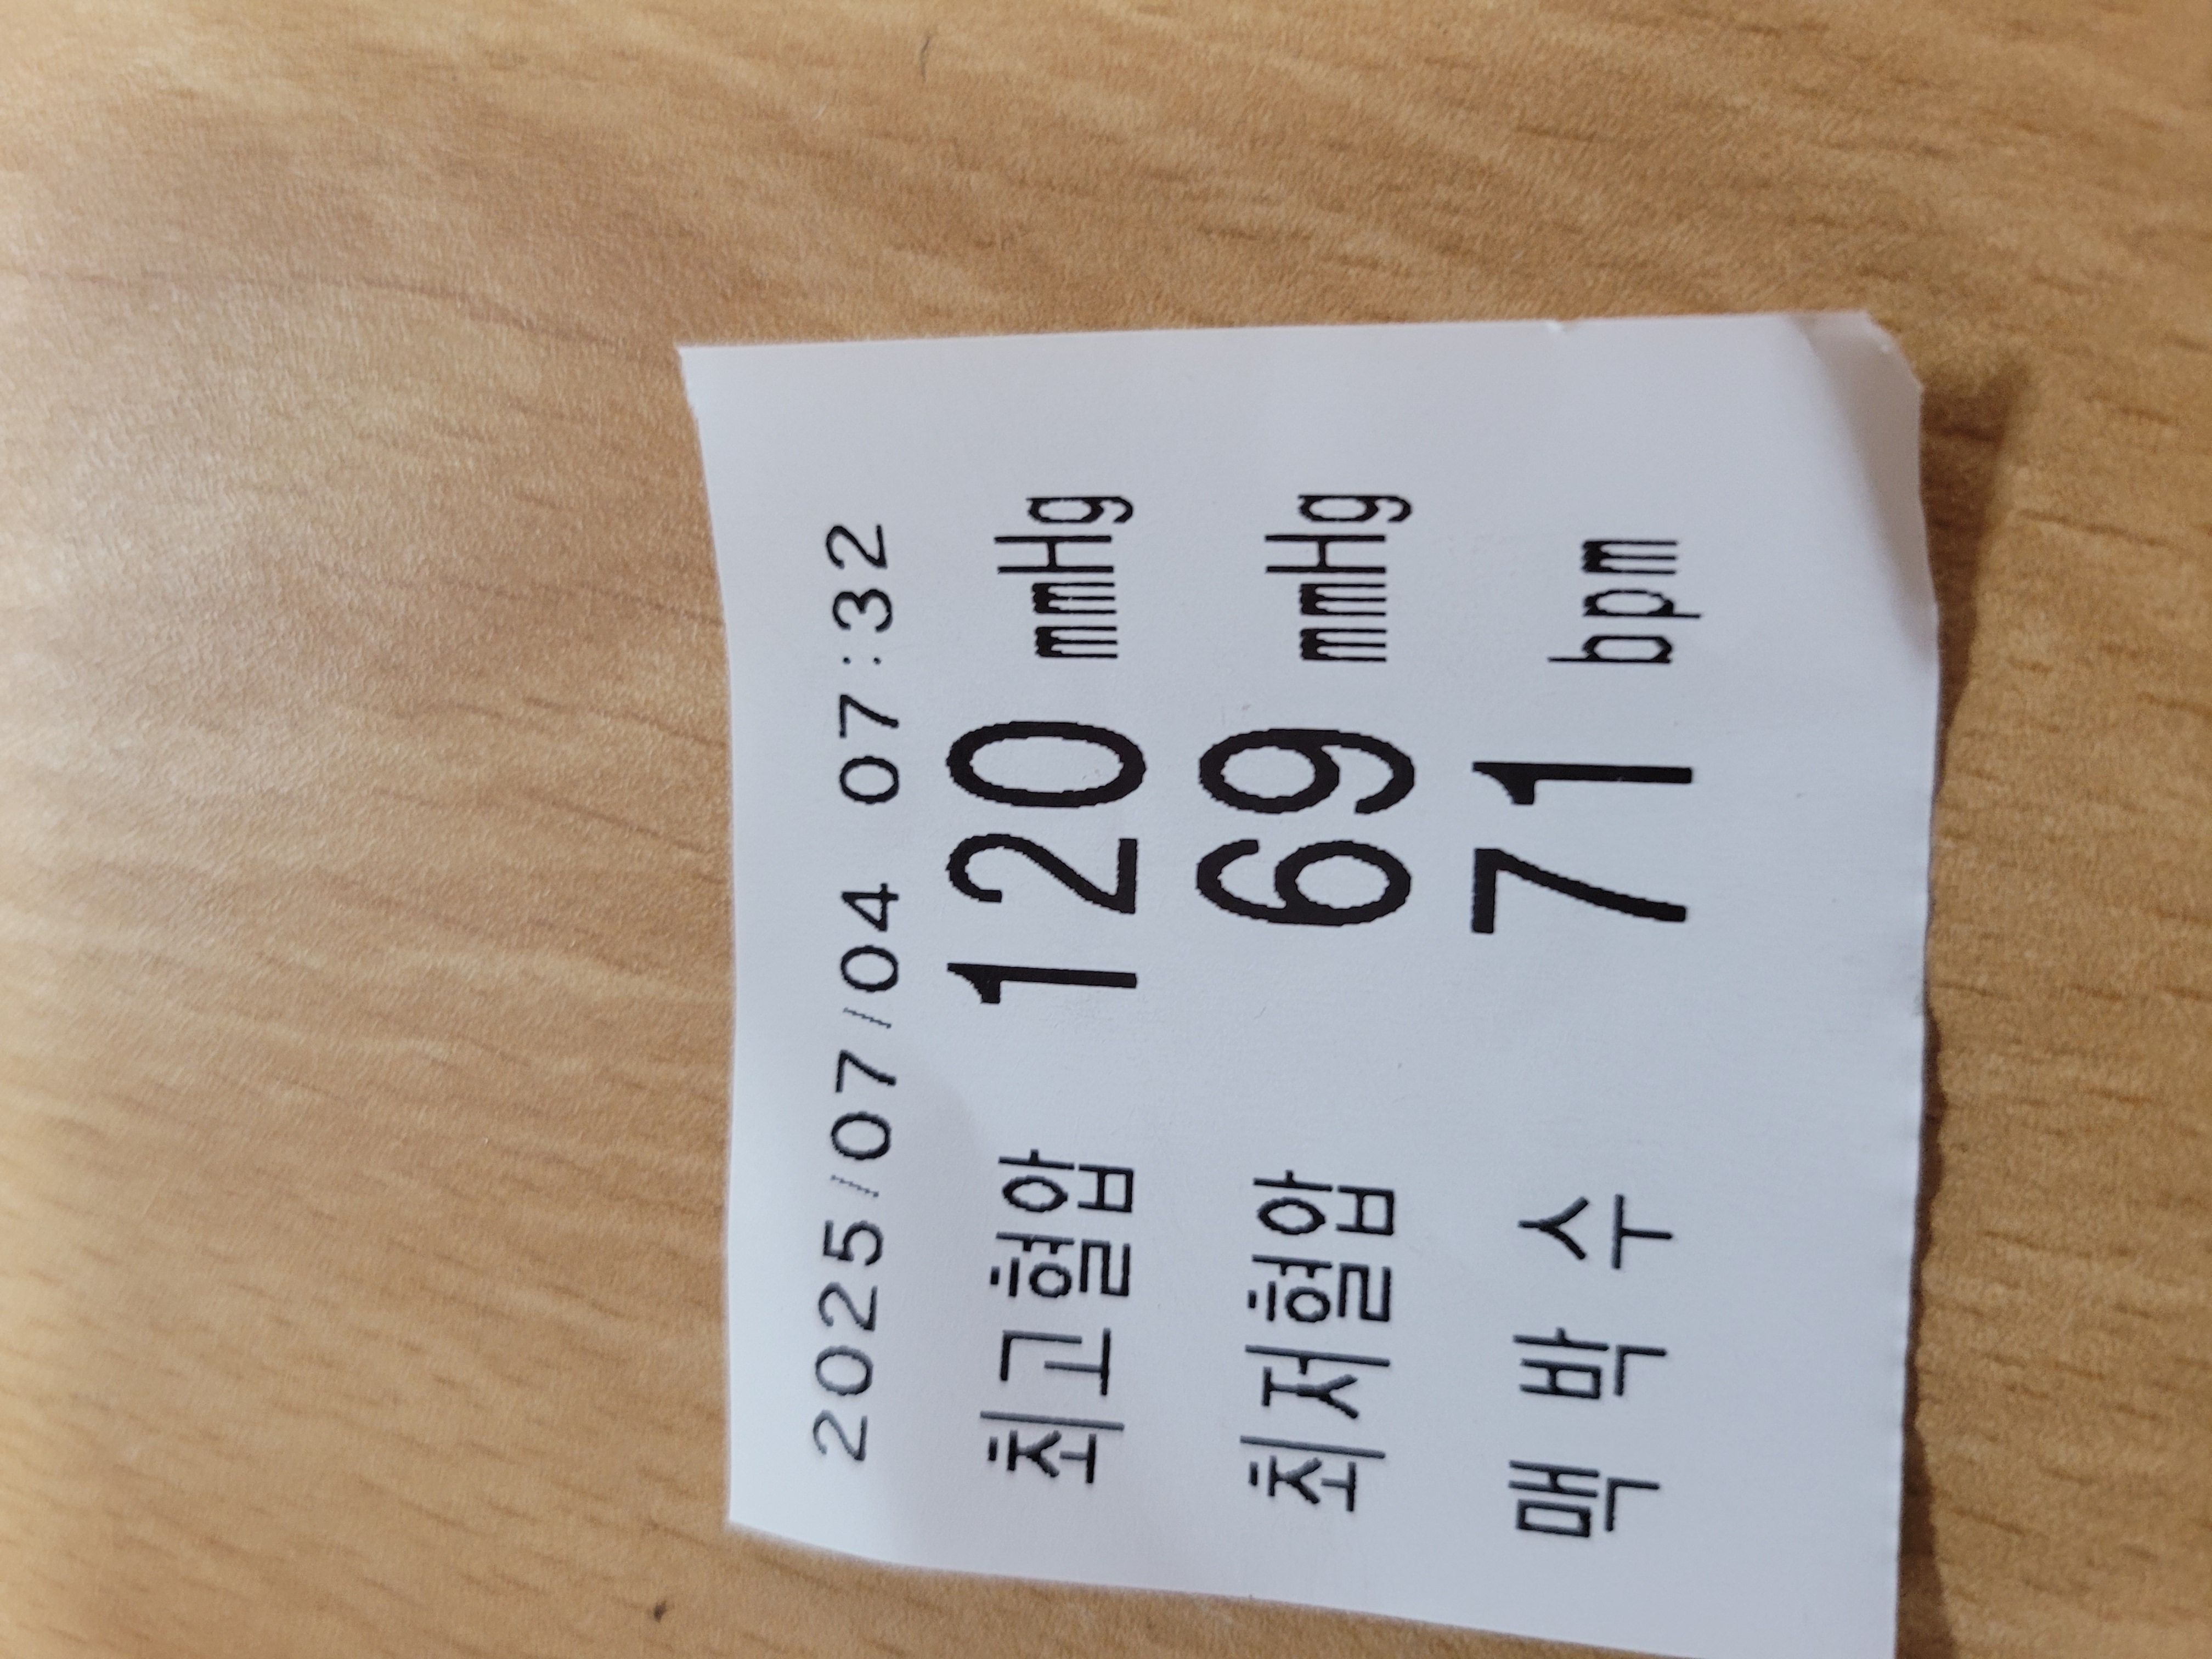 2025/07/04 07:32
최고혈압 120 mmHg
최저혈압 69 mmHg
맥 박 수 71 bpm